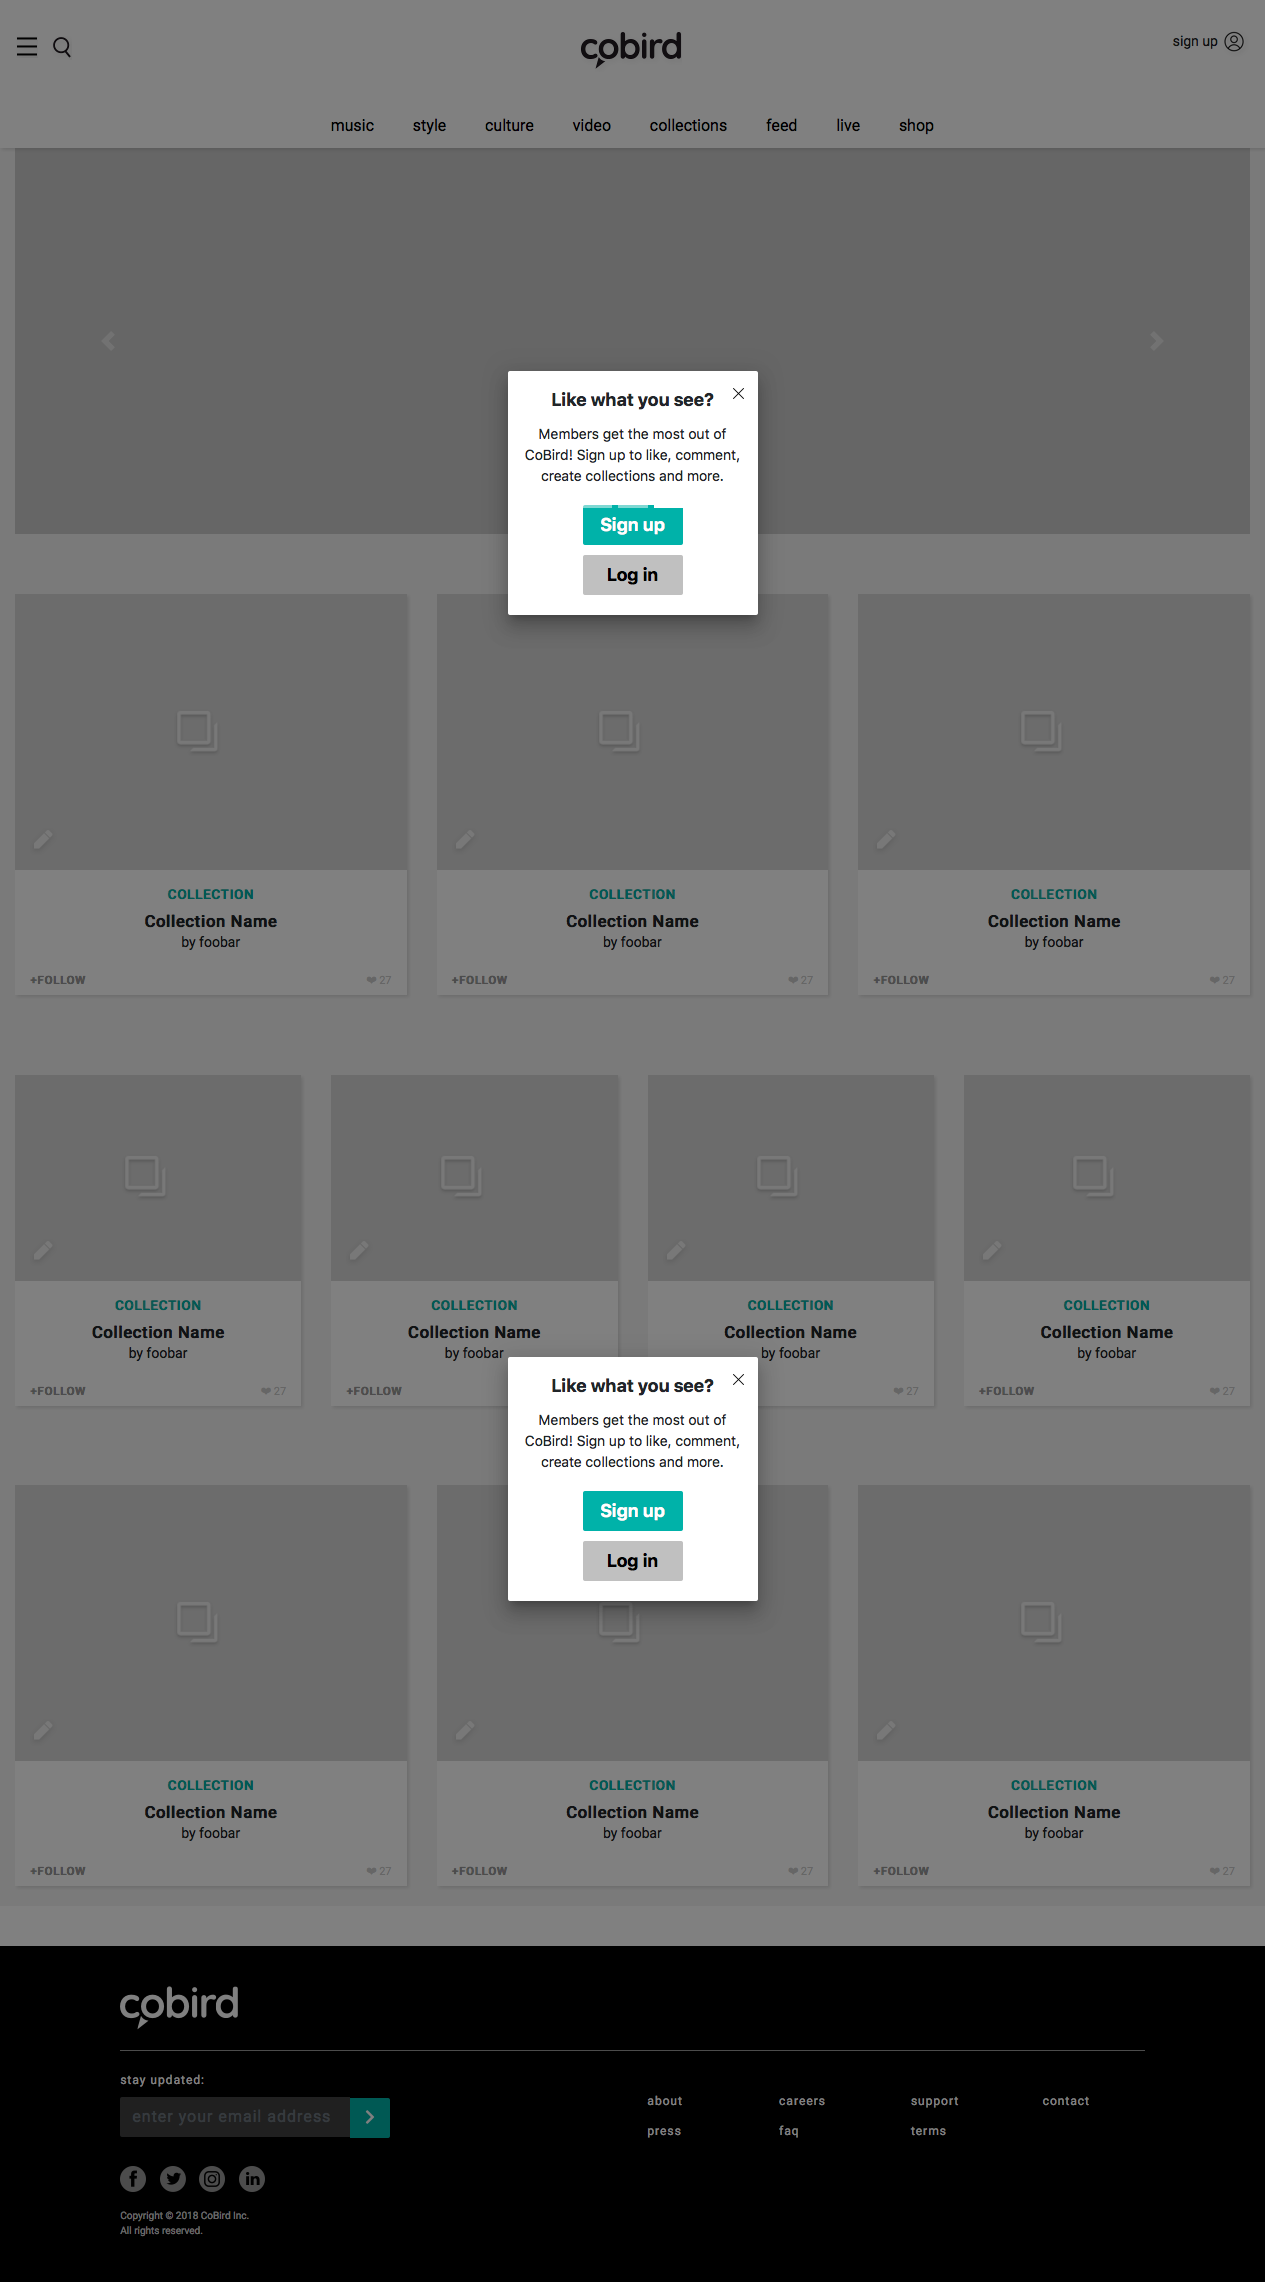 cobird
sign up
music style culture video collections feed live shop
Like what you see?
Members get the most out of
CoBird! Sign up to like, comment,
create collections and more.
Sign up
Log in
COLLECTION COLLECTION COLLECTION
Collection Name Collection Name Collection Name
by foobar by foobar by foobar
+FOLLOW 27 +FOLLOW 27 +FOLLOW 27
COLLECTION COLLECTION COLLECTION COLLECTION
Collection Name Collection Name Collection Name Collection Name
by foobar by foobar by foobar by foobar
+FOLLOW 27 +FOLLOW 27 +FOLLOW 27
Like what you see?
Members get the most out of
CoBird! Sign up to like, comment,
create collections and more.
Sign up
Log in
COLLECTION COLLECTION COLLECTION
Collection Name Collection Name Collection Name
by foobar by foobar by foobar
+FOLLOW 27 +FOLLOW 27 +FOLLOW 27
cobird
stay updated:
enter your email address
about careers support contact
press faq terms
Copyright © 2018 CoBird Inc.
All rights reserved.